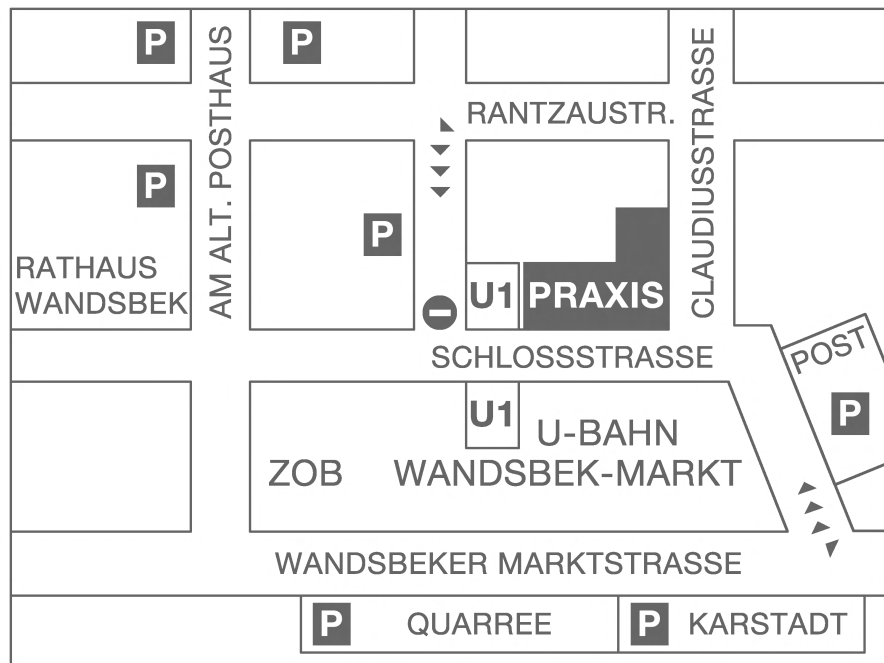 P
P
AM ALT. POSTHAUS
CLAUDIUSSTRASSE
RANTZAUSTR.
P
P
RATHAUS
WANDSBEK
U1
PRAXIS
SCHLOSSSTRASSE
POST
P
U1
U-BAHN
ZOB
WANDSBEK-MARKT
WANDSBEKER MARKTSTRASSE
P
QUARREE
P
KARSTADT